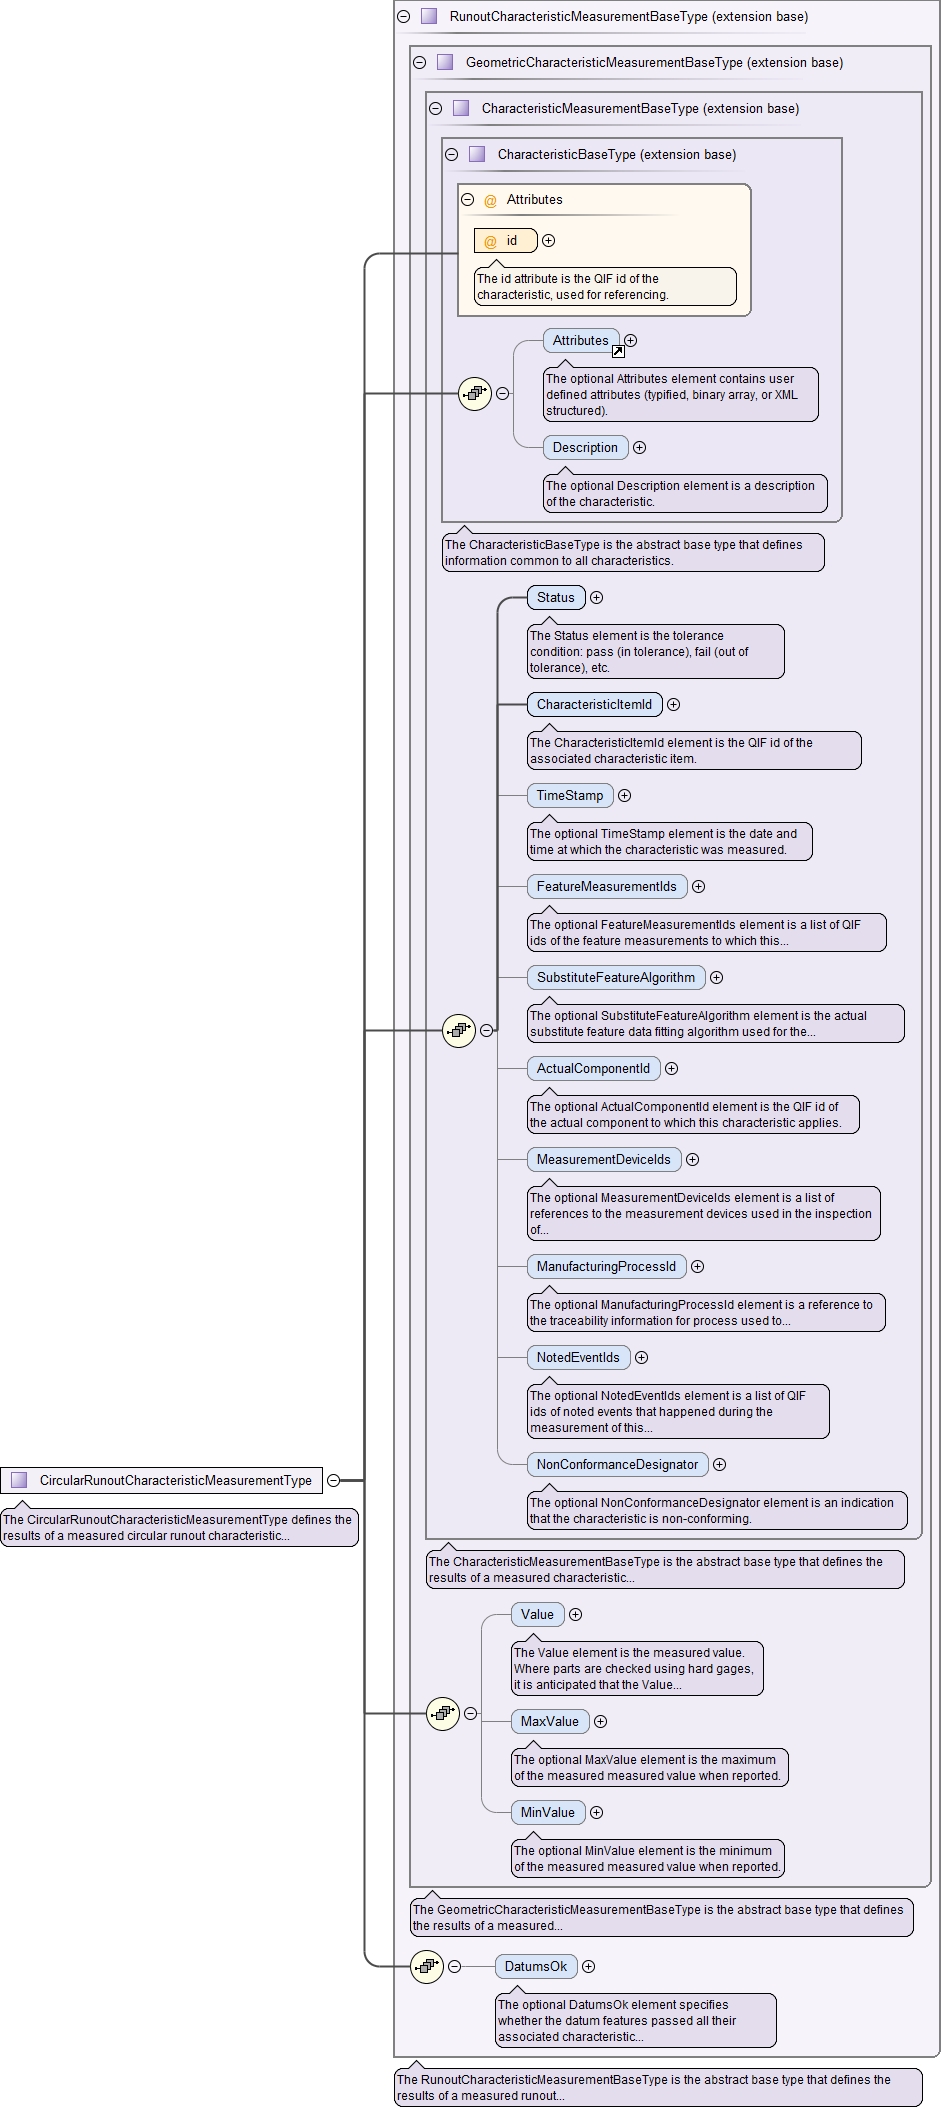 RunoutCharacteristicMeasurementBaseType (extension base)
GeometricCharacteristicMeasurementBaseType (extension base)
CharacteristicMeasurementBaseType (extension base)
CharacteristicBaseType (extension base)
@ Attributes
@ id
The id attribute is the QIF id of the
characteristic, used for referencing.
Attributes
The optional Attributes element contains user
defined attributes (typified, binary array, or XML
structured).
Description
The optional Description element is a description
of the characteristic.
The CharacteristicBaseType is the abstract base type that defines
information common to all characteristics.
Status
The Status element is the tolerance
condition: pass (in tolerance), fail (out of
tolerance), etc.
CharacteristicItemId
The CharacteristicItemId element is the QIF id of the
associated characteristic item.
TimeStamp
The optional TimeStamp element is the date and
time at which the characteristic was measured.
FeatureMeasurementIds
The optional FeatureMeasurementIds element is a list of QIF
ids of the feature measurements to which this...
SubstituteFeatureAlgorithm
The optional SubstituteFeatureAlgorithm element is the actual
substitute feature data fitting algorithm used for the...
ActualComponentId
The optional ActualComponentId element is the QIF id of
the actual component to which this characteristic applies.
MeasurementDeviceIds
The optional MeasurementDeviceIds element is a list of
references to the measurement devices used in the inspection
of...
ManufacturingProcessId
The optional ManufacturingProcessId element is a reference to
the traceability information for process used to...
NotedEventIds
The optional NotedEventIds element is a list of QIF
ids of noted events that happened during the
measurement of this...
NonConformanceDesignator
The optional NonConformanceDesignator element is an indication
that the characteristic is non-conforming.
CircularRunoutCharacteristicMeasurementType
The CircularRunoutCharacteristicMeasurementType defines the
results of a measured circular runout characteristic...
The CharacteristicMeasurementBaseType is the abstract base type that defines the
results of a measured characteristic...
Value
The Value element is the measured value.
Where parts are checked using hard gages,
it is anticipated that the Value...
MaxValue
The optional MaxValue element is the maximum
of the measured measured value when reported.
MinValue
The optional MinValue element is the minimum
of the measured measured value when reported.
The GeometricCharacteristicMeasurementBaseType is the abstract base type that defines
the results of a measured...
DatumsOk
The optional DatumsOk element specifies
whether the datum features passed all their
associated characteristic...
The RunoutCharacteristicMeasurementBaseType is the abstract base type that defines the
results of a measured runout...